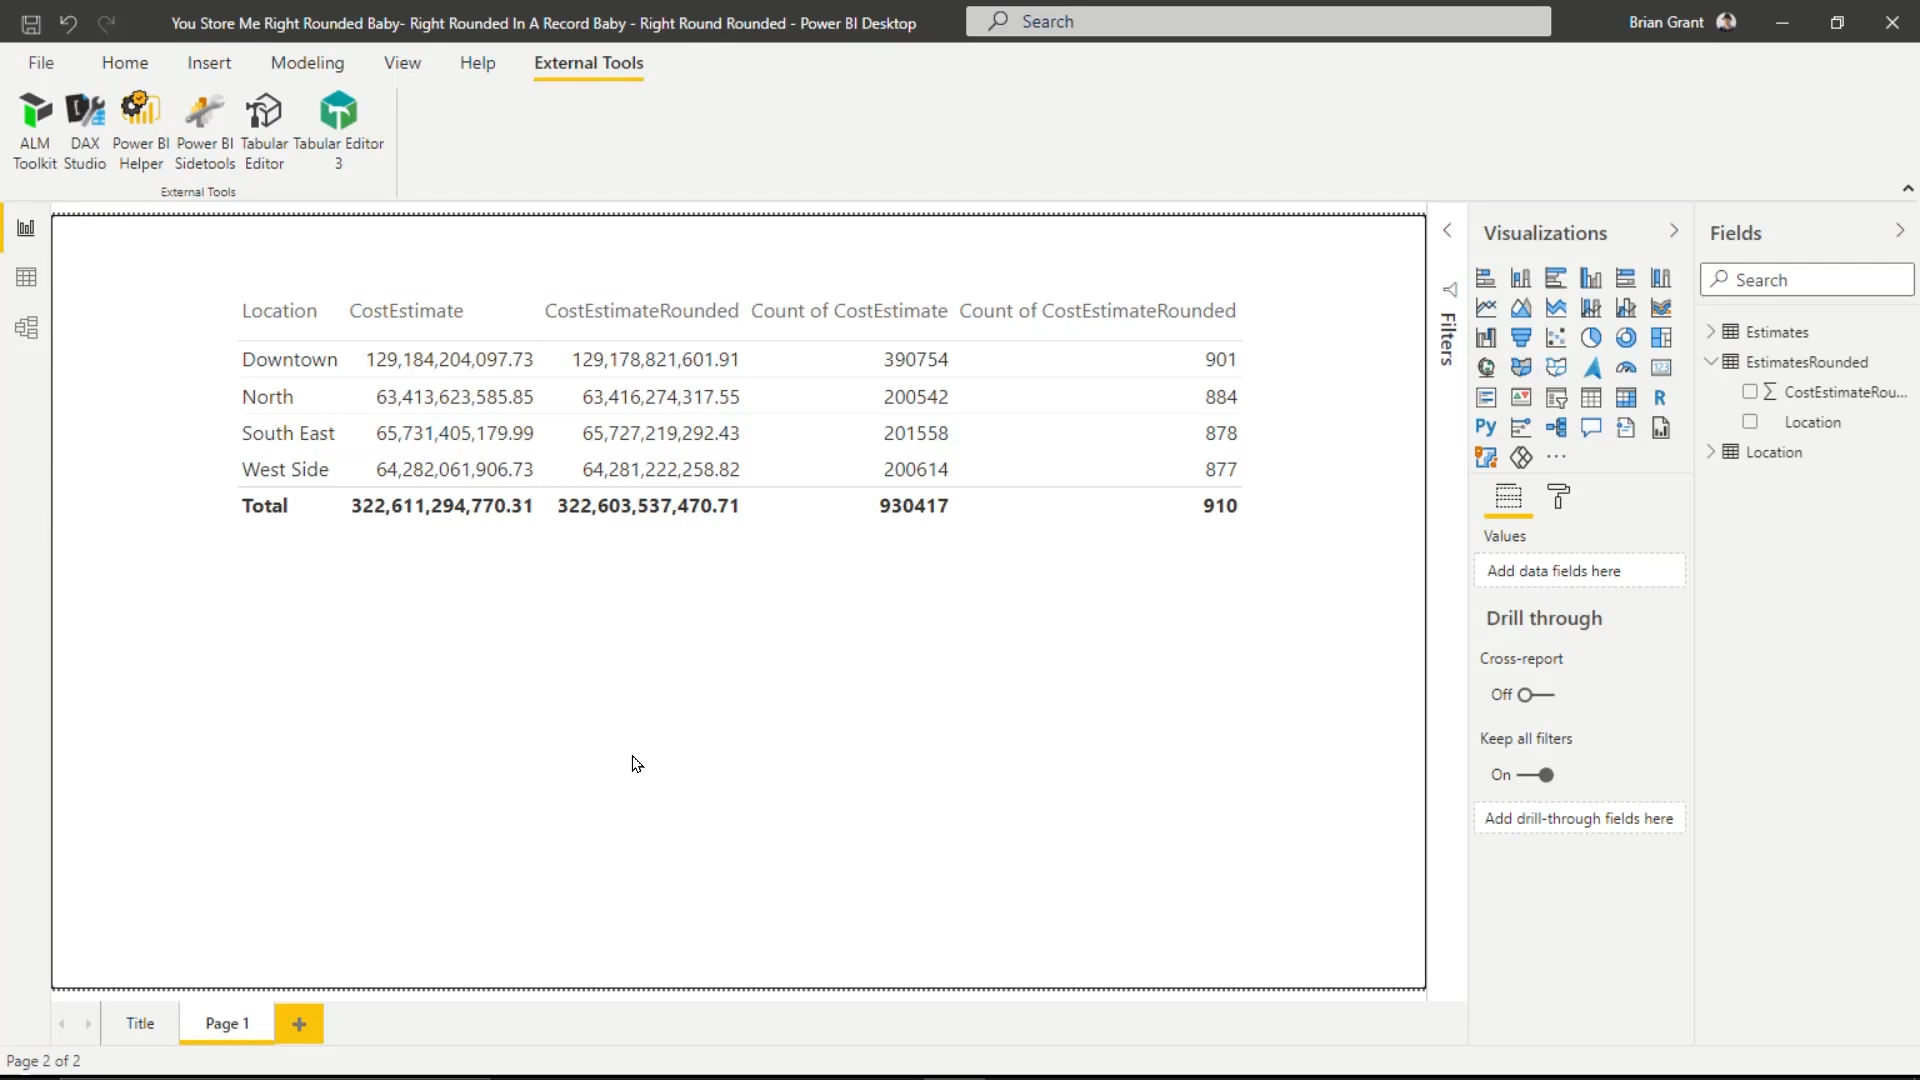 You Store Me Right Rounded Baby- Right Rounded In A Record Baby - Right Round Rounded - Power BI Desktop
Search
Brian Grant
File
Home
Insert
Modeling
View
Help
External Tools
ALM Toolkit
DAX Studio
Power BI Helper
Power BI Sidetools
Tabular Editor
Tabular Editor 3
External Tools
Location CostEstimate CostEstimateRounded Count of CostEstimate Count of CostEstimateRounded
Downtown 129,184,204,097.73 129,178,821,601.91 390754 901
North 63,413,623,585.85 63,416,274,317.55 200542 884
South East 65,731,405,179.99 65,727,219,292.43 201558 878
West Side 64,282,061,906.73 64,281,222,258.82 200614 877
Total 322,611,294,770.31 322,603,537,470.71 930417 910
Filters
Visualizations
123
R
Py
Values
Add data fields here
Drill through
Cross-report
Off
Keep all filters
On
Add drill-through fields here
Fields
Search
Estimates
EstimatesRounded
CostEstimateRou...
Location
Location
Title
Page 1
Page 2 of 2